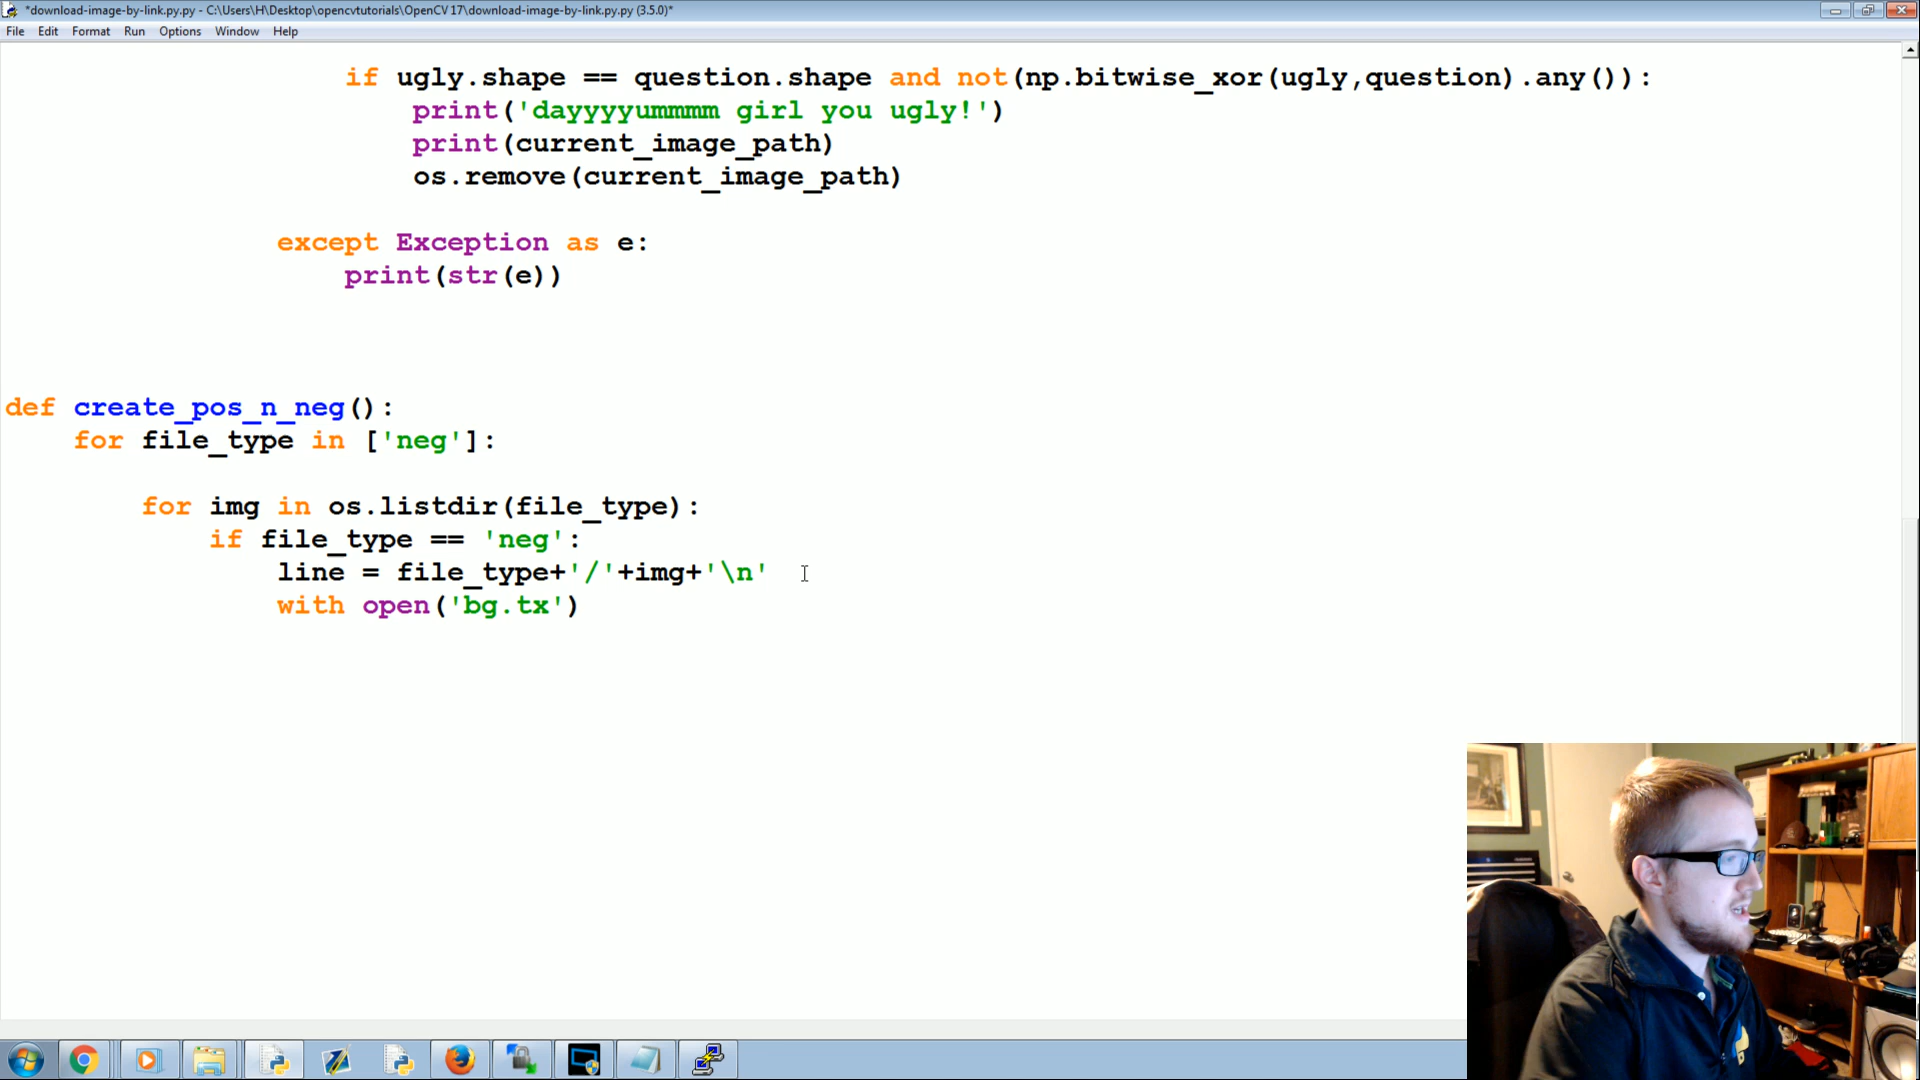 *download-image-by-link.py.py - C:\Users\H\Desktop\opencvtutorials\OpenCV 17\download-image-by-link.py.py (3.5.0)*
File Edit Format Run Options Window Help
if ugly.shape == question.shape and not(np.bitwise_xor(ugly,question).any()):
print('dayyyyummmm girl you ugly!')
print(current_image_path)
os.remove(current_image_path)
except Exception as e:
print(str(e))
def create_pos_n_neg():
for file_type in ['neg']:
for img in os.listdir(file_type):
if file_type == 'neg':
line = file_type+'/'+img+'\n'
with open('bg.tx')